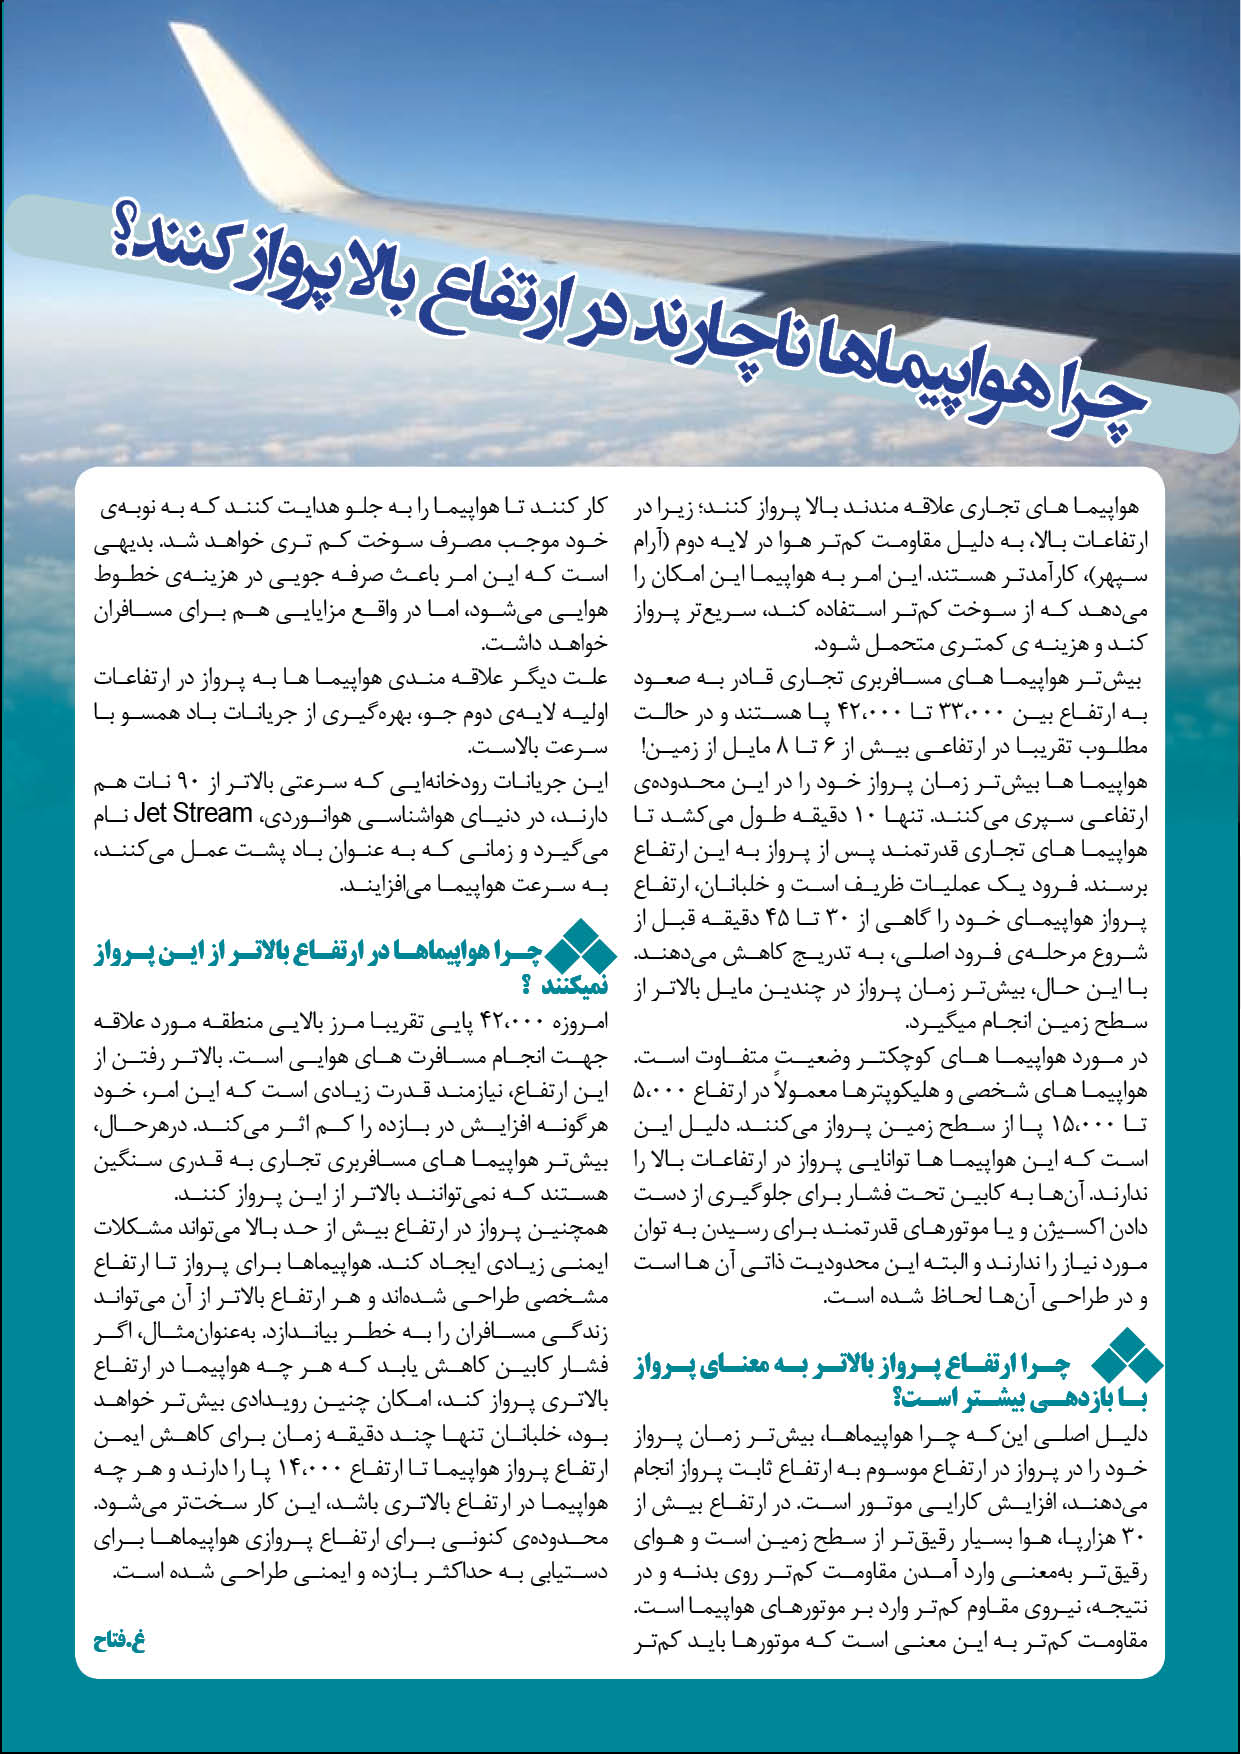 چرا هواپیماها ناچارند در ارتفاع بالا پرواز کنند؟
هواپیما های تجاری علاقه مندند بالا پرواز کنند؛ زیرا در
ارتفاعات بالا، به دلیل مقاومت کم‌تر هوا در لایه دوم (آرام
سپهر)، کارآمدتر هستند. این امر به هواپیما این امکان را
می‌دهد که از سوخت کم‌تر استفاده کند، سریع‌تر پرواز
کند و هزینه ی کمتری متحمل شود.
بیش‌تر هواپیما های مسافربری تجاری قادر به صعود
به ارتفاع بین ۳۳،۰۰۰ تا ۴۲،۰۰۰ پا هستند و در حالت
مطلوب تقریبا در ارتفاعی بیش از ۶ تا ۸ مایل از زمین!
هواپیما ها بیش‌تر زمان پرواز خود را در این محدوده‌ی
ارتفاعی سپری می‌کنند. تنها ۱۰ دقیقه طول می‌کشد تا
هواپیما های تجاری قدرتمند پس از پرواز به این ارتفاع
برسند. فرود یک عملیات ظریف است و خلبانان، ارتفاع
پرواز هواپیمای خود را گاهی از ۳۰ تا ۴۵ دقیقه قبل از
شروع مرحله‌ی فرود اصلی، به تدریج کاهش می‌دهند.
با این حال، بیش‌تر زمان پرواز در چندین مایل بالاتر از
سطح زمین انجام میگیرد.
در مورد هواپیما های کوچکتر وضعیت متفاوت است.
هواپیما های شخصی و هلیکوپترها معمولاً در ارتفاع ۵،۰۰۰
تا ۱۵،۰۰۰ پا از سطح زمین پرواز می‌کنند. دلیل این
است که این هواپیما ها توانایی پرواز در ارتفاعات بالا را
ندارند. آن‌ها به کابین تحت فشار برای جلوگیری از دست
دادن اکسیژن و یا موتورهای قدرتمند برای رسیدن به توان
مورد نیاز را ندارند و البته این محدودیت ذاتی آن ها است
و در طراحی آن‌ها لحاظ شده است.
چرا ارتفاع پرواز بالاتر به معنای پرواز
با بازدهی بیشتر است؟
دلیل اصلی این‌که چرا هواپیماها، بیش‌تر زمان پرواز
خود را در پرواز در ارتفاع موسوم به ارتفاع ثابت پرواز انجام
می‌دهند، افزایش کارایی موتور است. در ارتفاع بیش از
۳۰ هزارپا، هوا بسیار رقیق‌تر از سطح زمین است و هوای
رقیق‌تر به‌معنی وارد آمدن مقاومت کم‌تر روی بدنه و در
نتیجه، نیروی مقاوم کم‌تر وارد بر موتورهای هواپیما است.
مقاومت کم‌تر به این معنی است که موتورها باید کم‌تر
کار کنند تا هواپیما را به جلو هدایت کنند که به نوبه‌ی
خود موجب مصرف سوخت کم تری خواهد شد. بدیهی
است که این امر باعث صرفه جویی در هزینه‌ی خطوط
هوایی می‌شود، اما در واقع مزایایی هم برای مسافران
خواهد داشت.
علت دیگر علاقه مندی هواپیما ها به پرواز در ارتفاعات
اولیه لایه‌ی دوم جو، بهره‌گیری از جریانات باد همسو با
سرعت بالاست.
این جریانات رودخانه‌ایی که سرعتی بالاتر از ۹۰ نات هم
دارند، در دنیای هواشناسی هوانوردی، Jet Stream نام
می‌گیرد و زمانی که به عنوان باد پشت عمل می‌کنند،
به سرعت هواپیما می‌افزایند.
چرا هواپیماها در ارتفاع بالاتر از این پرواز
نمیکنند ؟
امروزه ۴۲،۰۰۰ پایی تقریبا مرز بالایی منطقه مورد علاقه
جهت انجام مسافرت های هوایی است. بالاتر رفتن از
این ارتفاع، نیازمند قدرت زیادی است که این امر، خود
هرگونه افزایش در بازده را کم اثر می‌کند. درهرحال،
بیش‌تر هواپیما های مسافربری تجاری به قدری سنگین
هستند که نمی‌توانند بالاتر از این پرواز کنند.
همچنین پرواز در ارتفاع بیش از حد بالا می‌تواند مشکلات
ایمنی زیادی ایجاد کند. هواپیماها برای پرواز تا ارتفاع
مشخصی طراحی شده‌اند و هر ارتفاع بالاتر از آن می‌تواند
زندگی مسافران را به خطر بیاندازد. به‌عنوان‌مثال، اگر
فشار کابین کاهش یابد که هر چه هواپیما در ارتفاع
بالاتری پرواز کند، امکان چنین رویدادی بیش‌تر خواهد
بود، خلبانان تنها چند دقیقه زمان برای کاهش ایمن
ارتفاع پرواز هواپیما تا ارتفاع ۱۴،۰۰۰ پا را دارند و هر چه
هواپیما در ارتفاع بالاتری باشد، این کار سخت‌تر می‌شود.
محدوده‌ی کنونی برای ارتفاع پروازی هواپیماها برای
دستیابی به حداکثر بازده و ایمنی طراحی شده است.
غ.فتاح